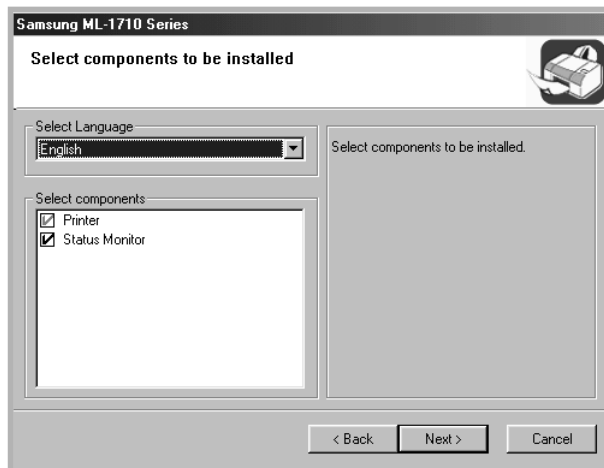 Samsung ML-1710 Series
Select components to be installed
Select Language
English
Select components to be installed.
Select components
Printer
Status Monitor
< Back
Next >
Cancel